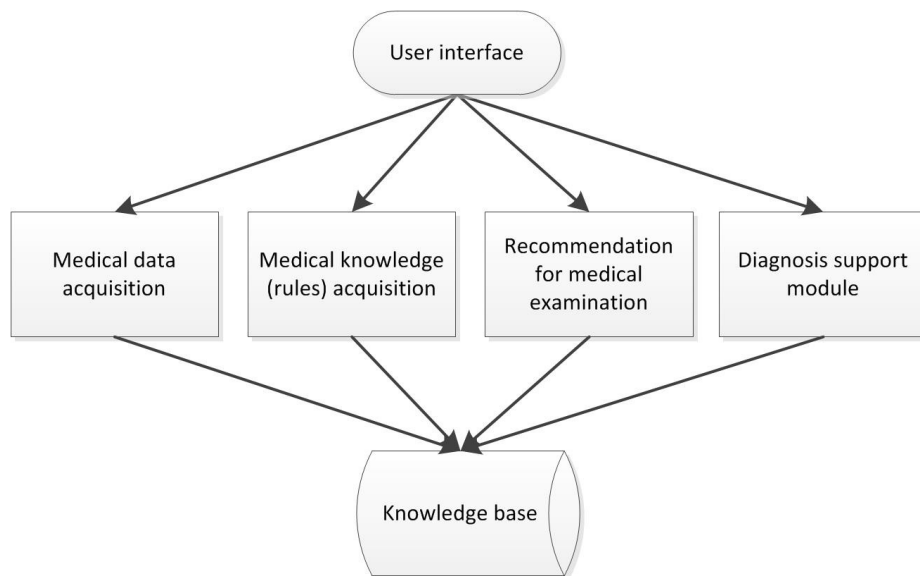 User interface
Medical data
acquisition
Medical knowledge
(rules) acquisition
Recommendation
for medical
examination
Diagnosis support
module
Knowledge base